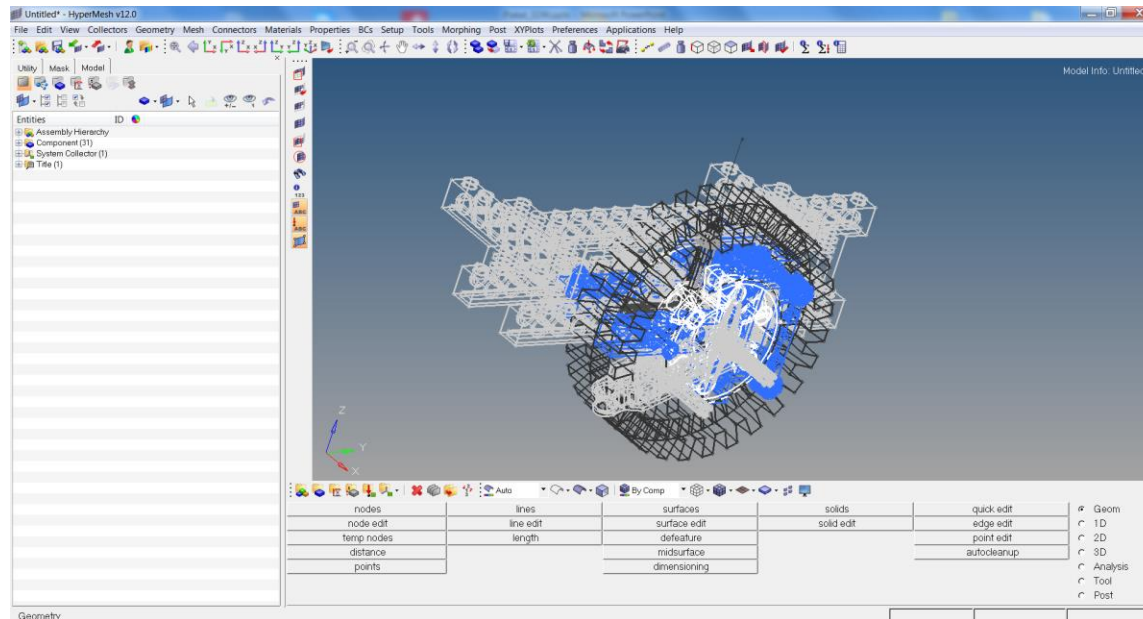 Untitled* - HyperMesh v12.0
File Edit View Collectors Geometry Mesh Connectors Materials Properties BCs Setup Tools Morphing Post XYPlots Preferences Applications Help
Utility Mask Model
Entities ID
Assembly Hierarchy
Component (31)
System Collector (1)
Title (1)
123
ABC
ABC
Model Info: Untitled
Z
Y
X
Auto By Comp
nodes lines surfaces solids quick edit Geom
node edit line edit surface edit solid edit edge edit 1D
temp nodes length defeature point edit 2D
distance midsurface autocleanup 3D
points dimensioning Analysis
Tool
Post
Geometry